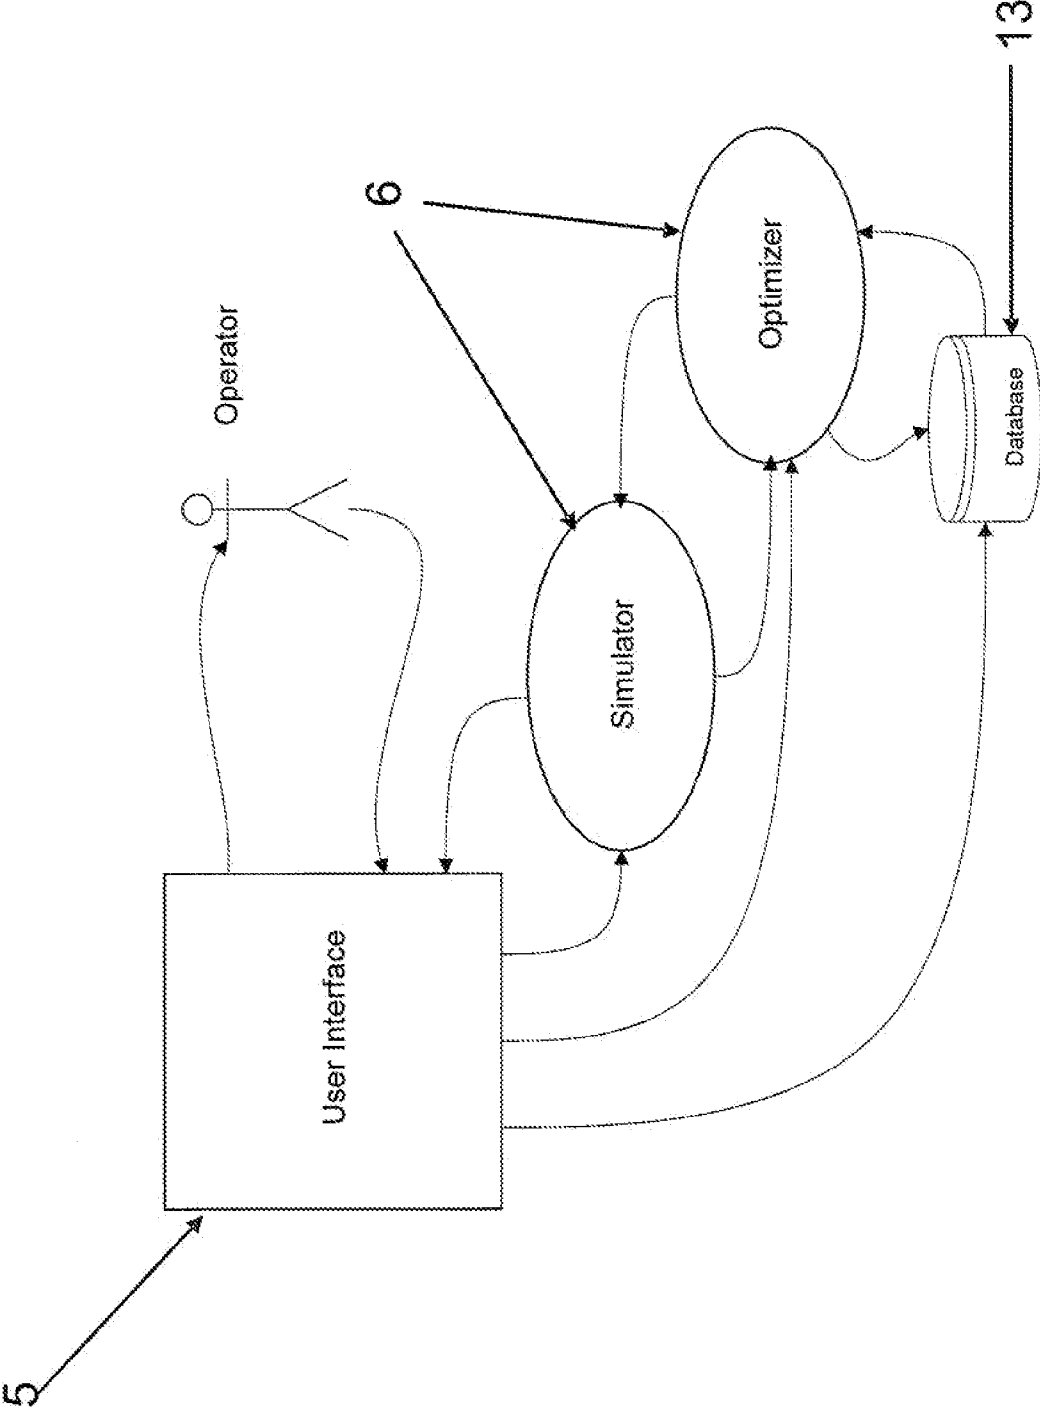 5
User Interface
Operator
6
Simulator
Optimizer
Database
13